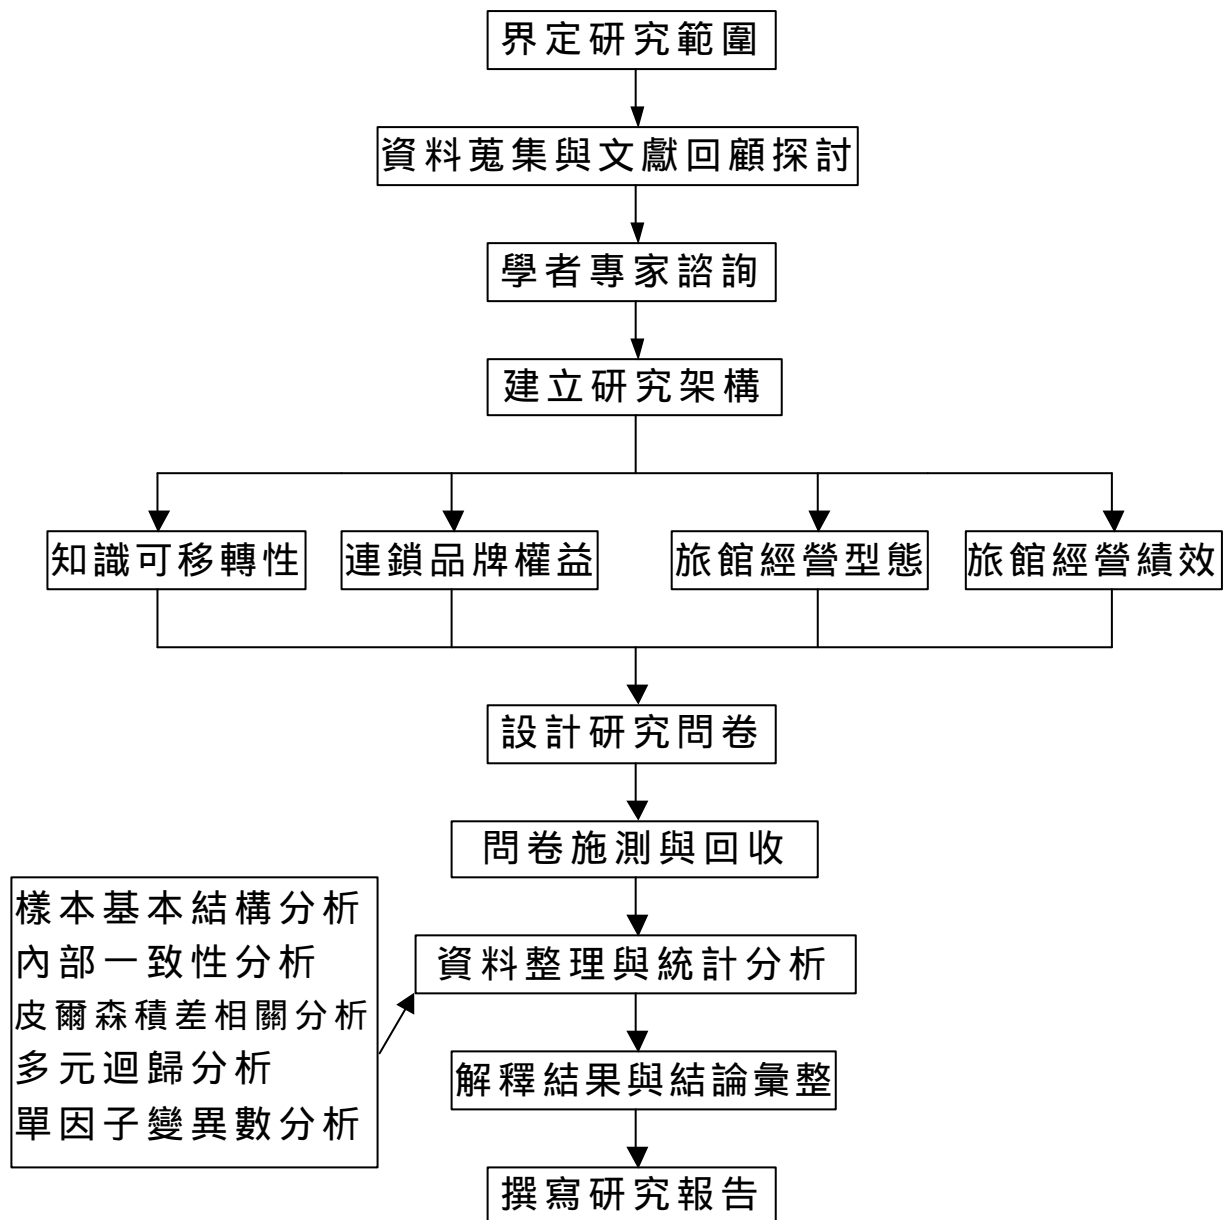 界定研究範圍
資料蒐集與文獻回顧探討
學者專家諮詢
建立研究架構
知識可移轉性
連鎖品牌權益
旅館經營型態
旅館經營績效
設計研究問卷
問卷施測與回收
樣本基本結構分析
內部一致性分析
皮爾森積差相關分析
多元迴歸分析
單因子變異數分析
資料整理與統計分析
解釋結果與結論彙整
撰寫研究報告